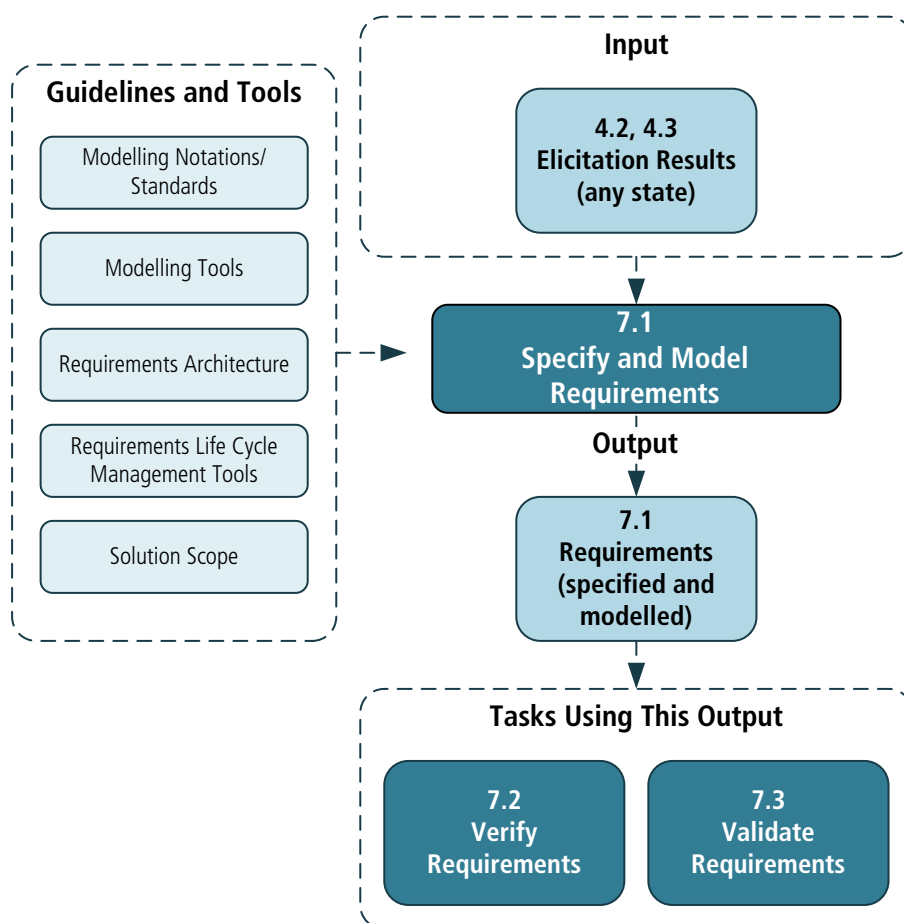 Guidelines and Tools
Modelling Notations/
Standards
Modelling Tools
Requirements Architecture
Requirements Life Cycle
Management Tools
Solution Scope
Input
4.2, 4.3
Elicitation Results
(any state)
7.1
Specify and Model
Requirements
Output
7.1
Requirements
(specified and
modelled)
Tasks Using This Output
7.2
Verify
Requirements
7.3
Validate
Requirements